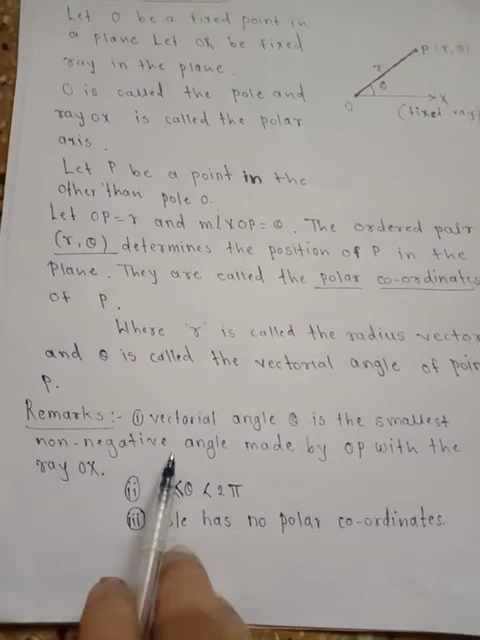 Let O be a fixed point in
a plane Let OX be fixed
ray in the plane.
O is called the pole and
ray OX is called the polar
axis.
P(r, θ)
r
θ
O
X
(fixed ray)
Let P be a point in the
other than pole O.
Let OP=r and m∠XOP=θ. The ordered pair
(r, θ) determines the position of P in the
plane. They are called the polar co-ordinates
of P.
Where 'r' is called the radius vector
and θ is called the vectorial angle of poin
P.
Remarks:- (i) vectorial angle θ is the smallest
non-negative angle made by OP with the
ray OX.
(ii) θ < 2π
(iii) has no polar co-ordinates.